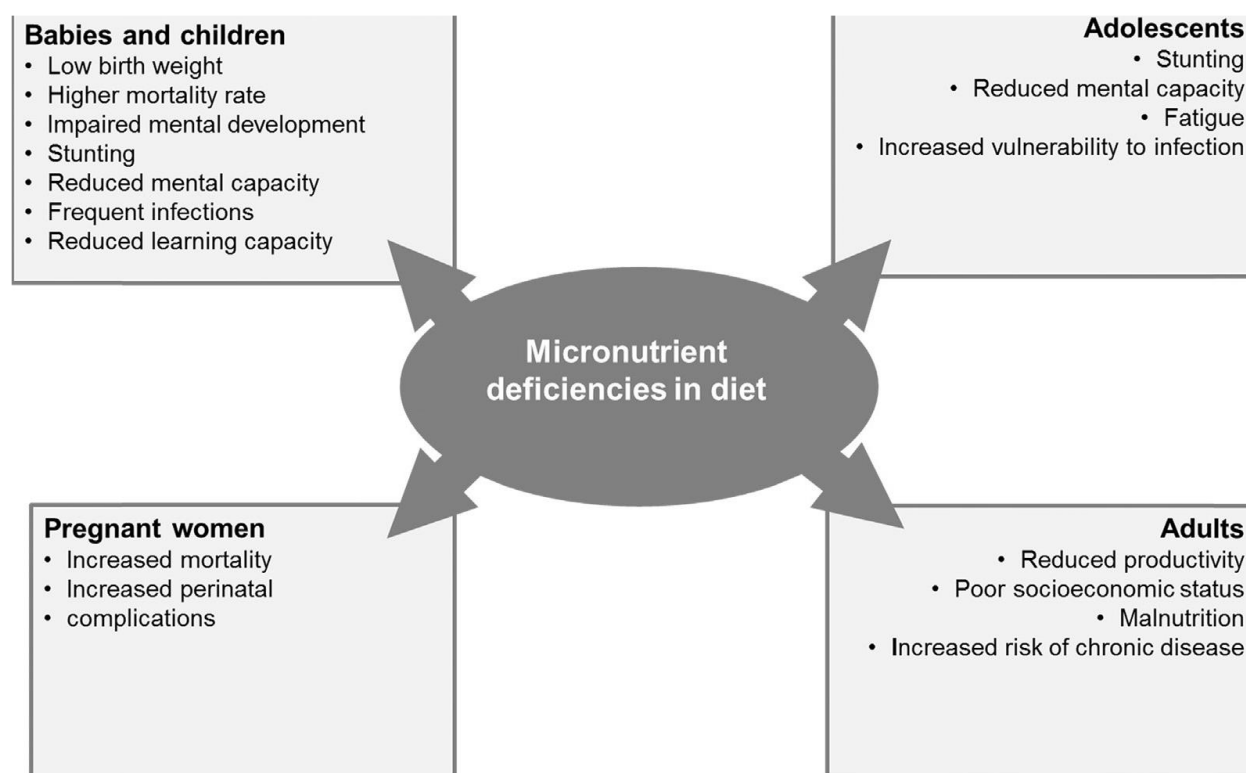 Babies and children
• Low birth weight
• Higher mortality rate
• Impaired mental development
• Stunting
• Reduced mental capacity
• Frequent infections
• Reduced learning capacity
Adolescents
• Stunting
• Reduced mental capacity
• Fatigue
• Increased vulnerability to infection
Micronutrient
deficiencies in diet
Pregnant women
• Increased mortality
• Increased perinatal
• complications
Adults
• Reduced productivity
• Poor socioeconomic status
• Malnutrition
• Increased risk of chronic disease